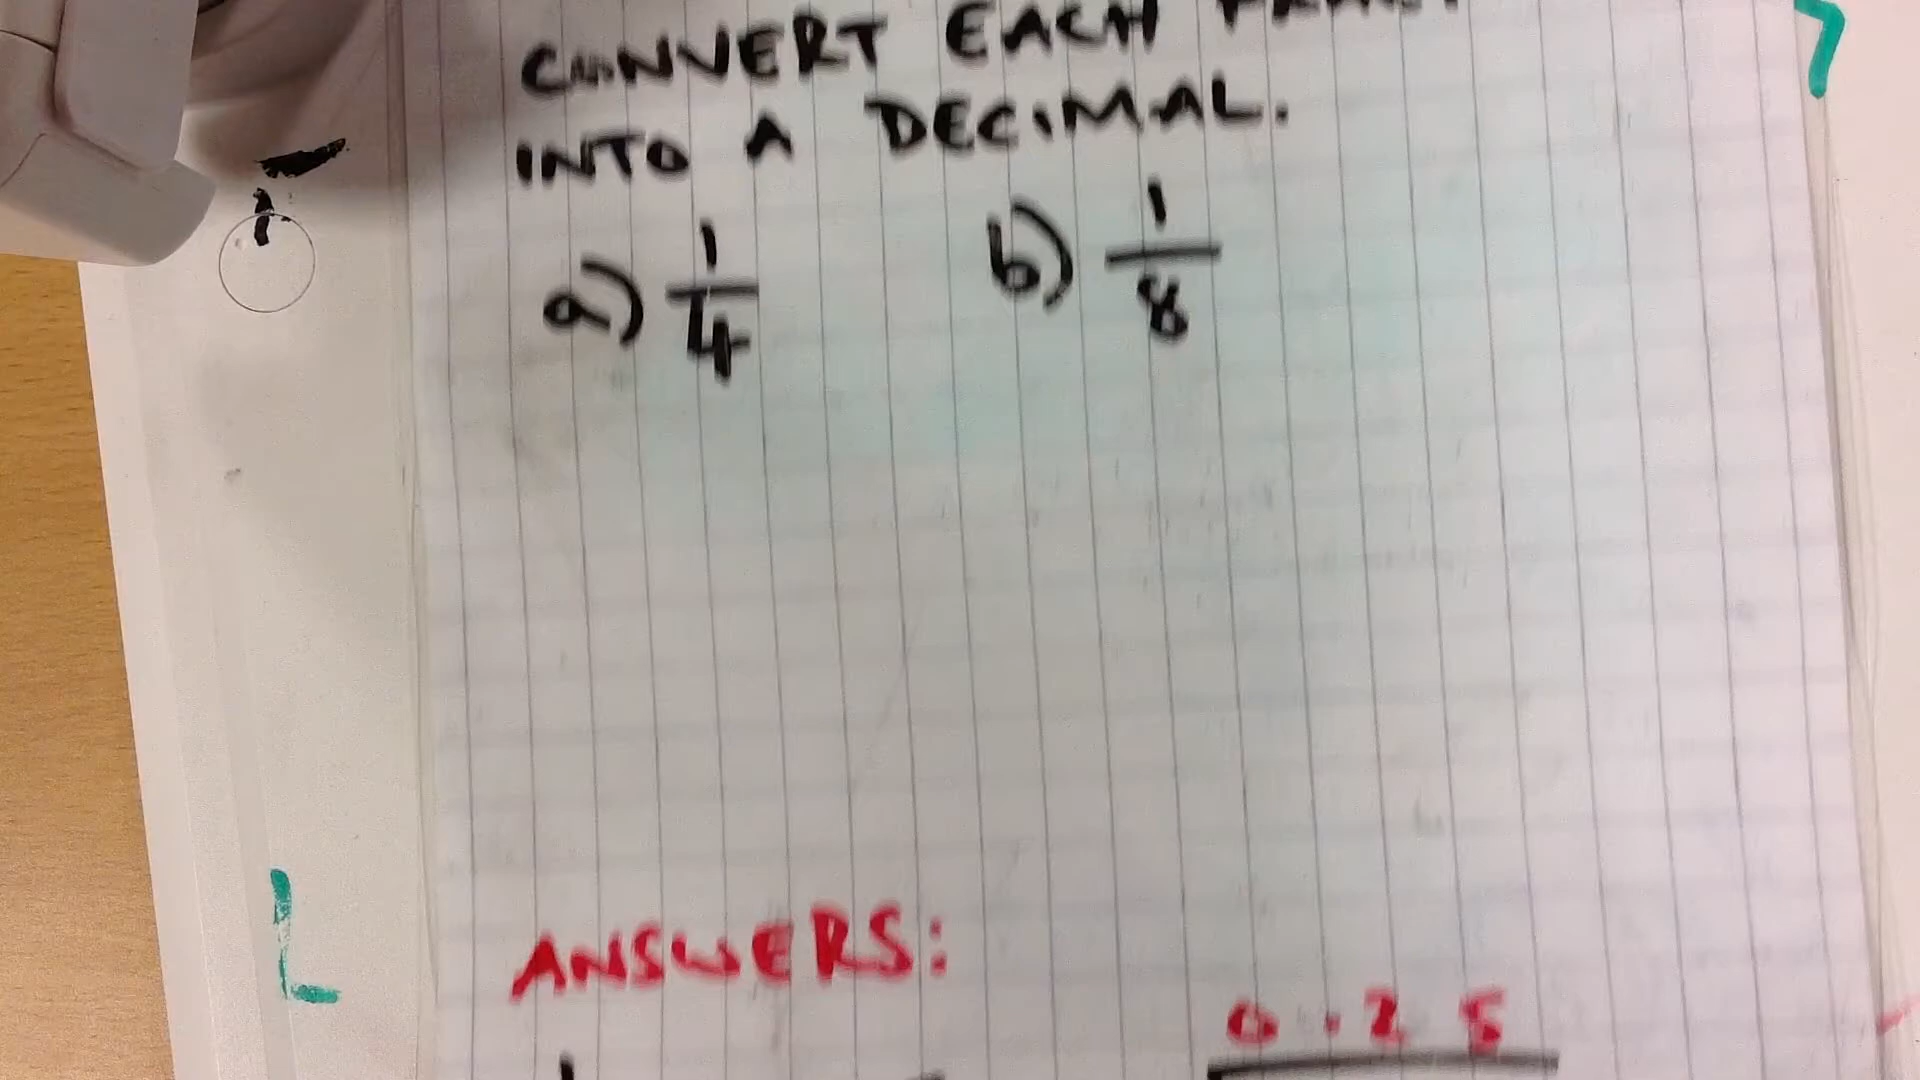 CONVERT EACH
INTO A DECIMAL.
a) 1/4 b) 1/8
ANSWERS:
0.25